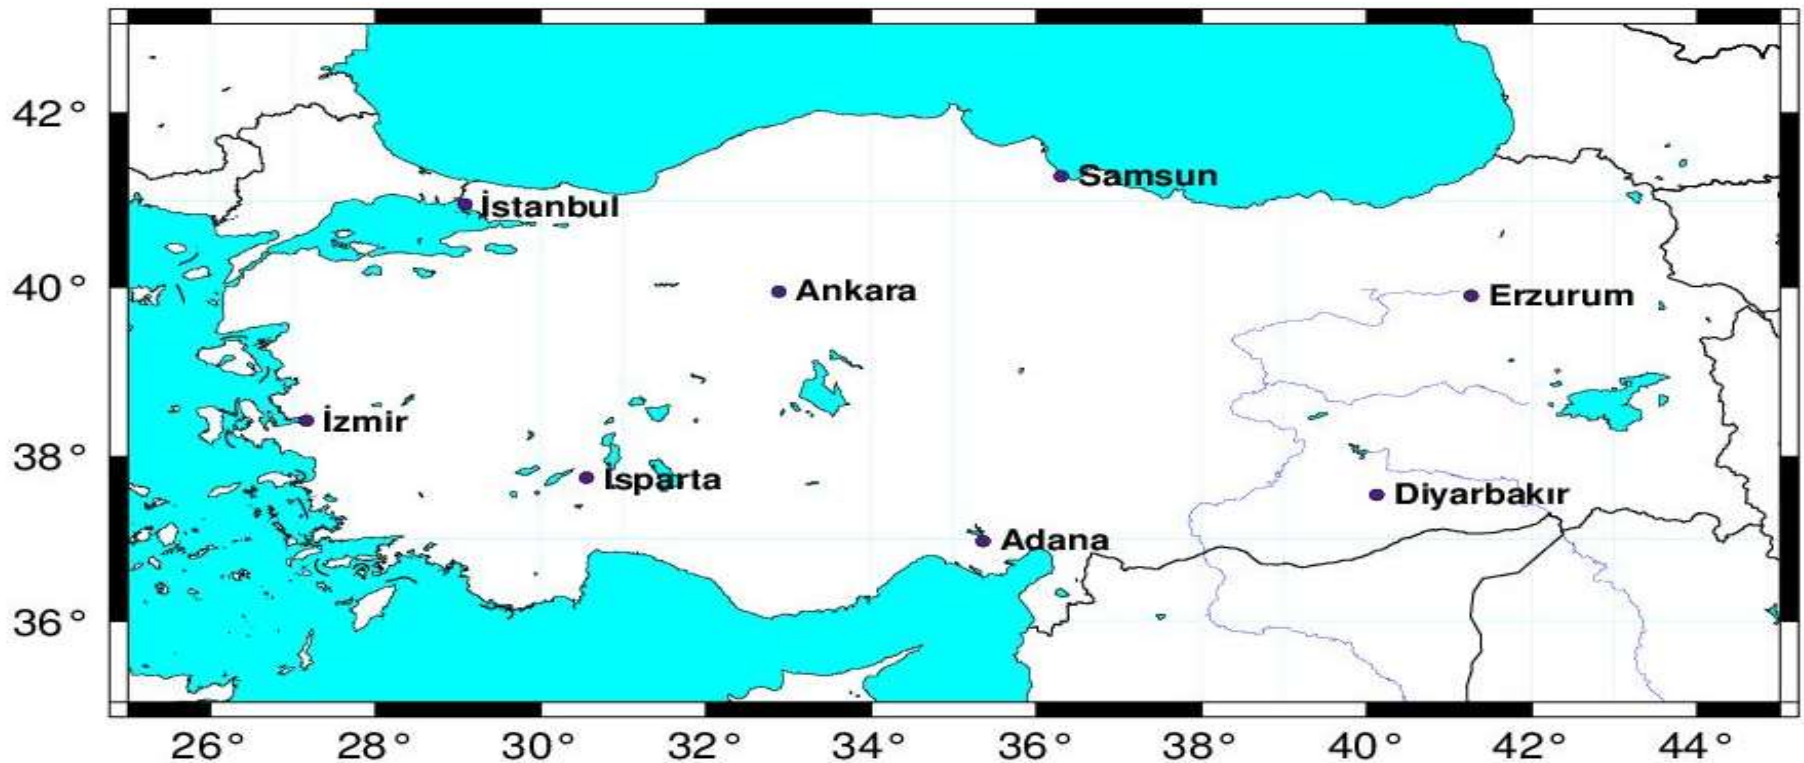 42°
Samsun
İstanbul
40°
Ankara
Erzurum
İzmir
38°
Isparta
Diyarbakır
Adana
36°
26° 28° 30° 32° 34° 36° 38° 40° 42° 44°